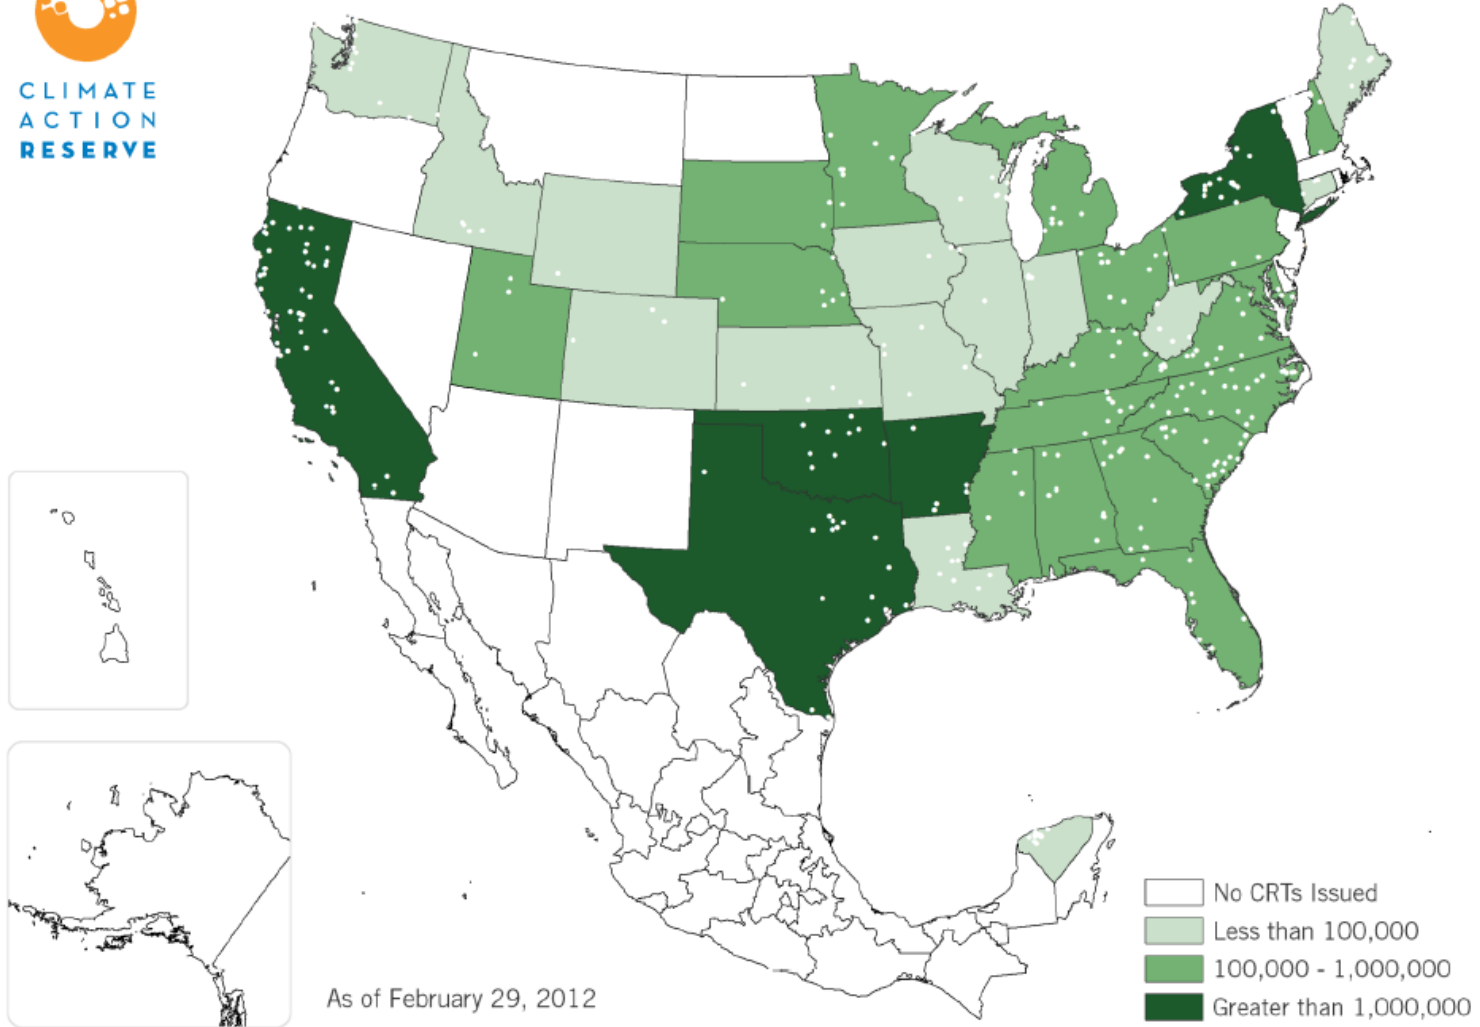 CLIMATE
ACTION
RESERVE
No CRTs Issued
Less than 100,000
100,000 - 1,000,000
Greater than 1,000,000
As of February 29, 2012